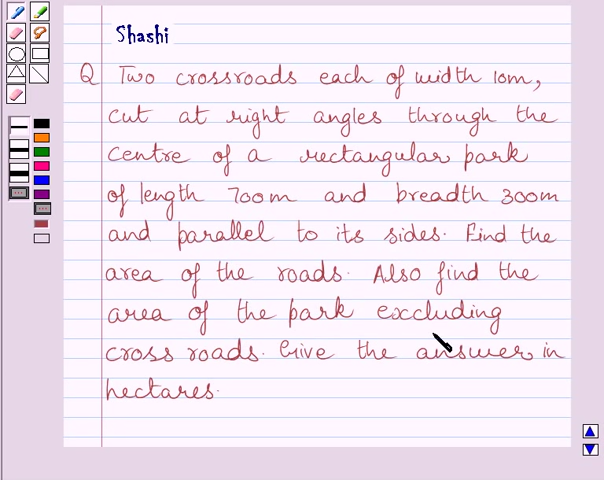 Shashi
Q Two crossroads each of width 10m,
cut at right angles through the
centre of a rectangular park
of length 700m and breadth 300m
and parallel to its sides. Find the
area of the roads. Also find the
area of the park excluding
cross roads. Give the answer in
hectares.